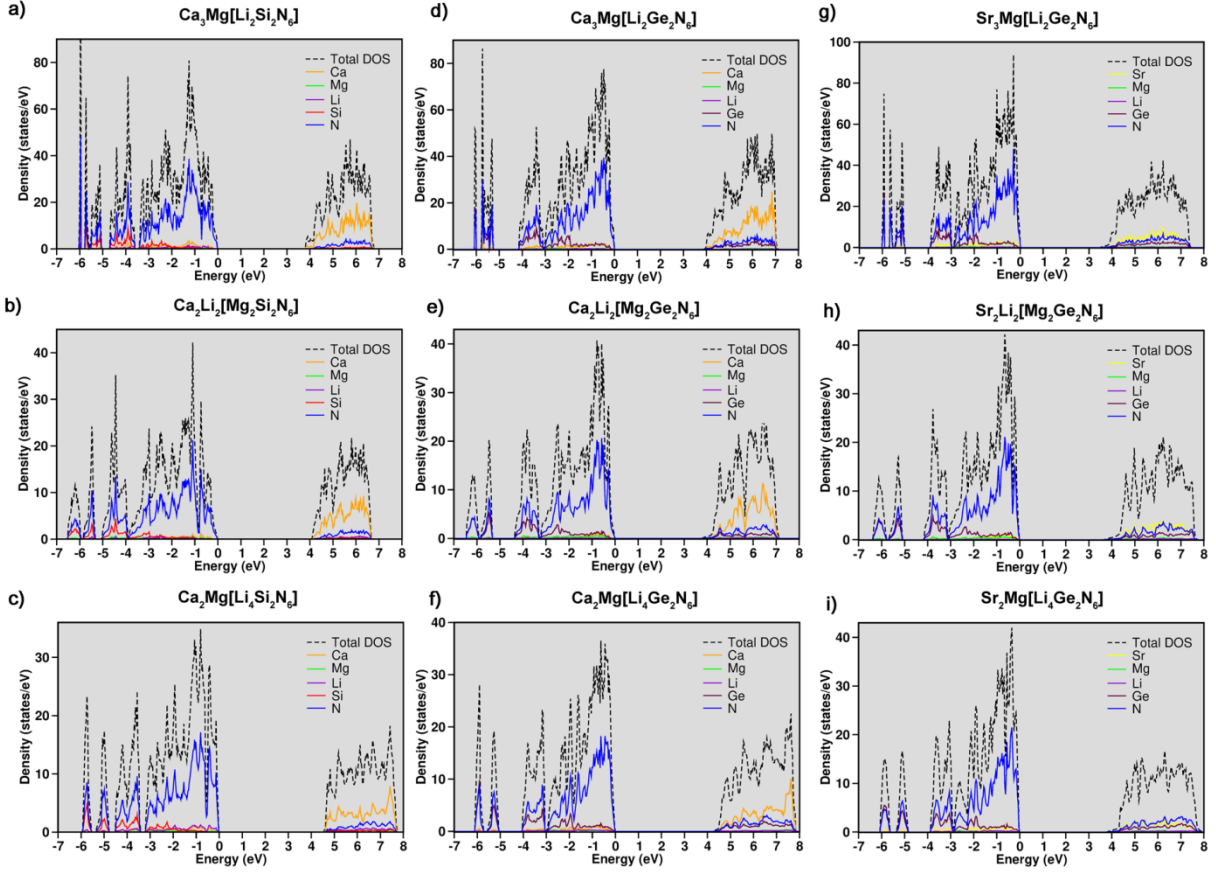 a)
Ca₃Mg[Li₂Si₂N₆]
Density (states/eV)
80
60
40
20
0
Total DOS
Ca
Mg
Li
Si
N
-7 -6 -5 -4 -3 -2 -1 0 1 2 3 4 5 6 7 8
Energy (eV)
d)
Ca₃Mg[Li₂Ge₂N₆]
Density (states/eV)
80
60
40
20
0
Total DOS
Ca
Mg
Li
Ge
N
-7 -6 -5 -4 -3 -2 -1 0 1 2 3 4 5 6 7 8
Energy (eV)
g)
Sr₃Mg[Li₂Ge₂N₆]
Density (states/eV)
100
80
60
40
20
0
Total DOS
Sr
Mg
Li
Ge
N
-7 -6 -5 -4 -3 -2 -1 0 1 2 3 4 5 6 7 8
Energy (eV)
b)
Ca₂Li₂[Mg₂Si₂N₆]
Density (states/eV)
40
30
20
10
0
Total DOS
Ca
Mg
Li
Si
N
-7 -6 -5 -4 -3 -2 -1 0 1 2 3 4 5 6 7 8
Energy (eV)
e)
Ca₂Li₂[Mg₂Ge₂N₆]
Density (states/eV)
40
30
20
10
0
Total DOS
Ca
Mg
Li
Ge
N
-7 -6 -5 -4 -3 -2 -1 0 1 2 3 4 5 6 7 8
Energy (eV)
h)
Sr₂Li₂[Mg₂Ge₂N₆]
Density (states/eV)
40
30
20
10
0
Total DOS
Sr
Mg
Li
Ge
N
-7 -6 -5 -4 -3 -2 -1 0 1 2 3 4 5 6 7 8
Energy (eV)
c)
Ca₂Mg[Li₄Si₂N₆]
Density (states/eV)
30
20
10
0
Total DOS
Ca
Mg
Li
Si
N
-7 -6 -5 -4 -3 -2 -1 0 1 2 3 4 5 6 7 8
Energy (eV)
f)
Ca₂Mg[Li₄Ge₂N₆]
Density (states/eV)
40
30
20
10
0
Total DOS
Ca
Mg
Li
Ge
N
-7 -6 -5 -4 -3 -2 -1 0 1 2 3 4 5 6 7 8
Energy (eV)
i)
Sr₂Mg[Li₄Ge₂N₆]
Density (states/eV)
40
30
20
10
0
Total DOS
Sr
Mg
Li
Ge
N
-7 -6 -5 -4 -3 -2 -1 0 1 2 3 4 5 6 7 8
Energy (eV)